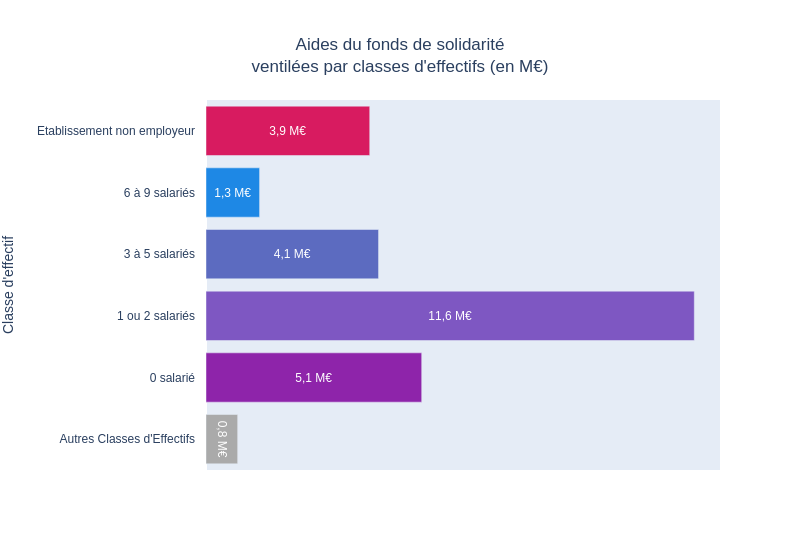 Aides du fonds de solidarité
ventilées par classes d'effectifs (en M€)
Classe d'effectif
Etablissement non employeur
3,9 M€
6 à 9 salariés
1,3 M€
3 à 5 salariés
4,1 M€
1 ou 2 salariés
11,6 M€
0 salarié
5,1 M€
Autres Classes d'Effectifs
0,8 M€